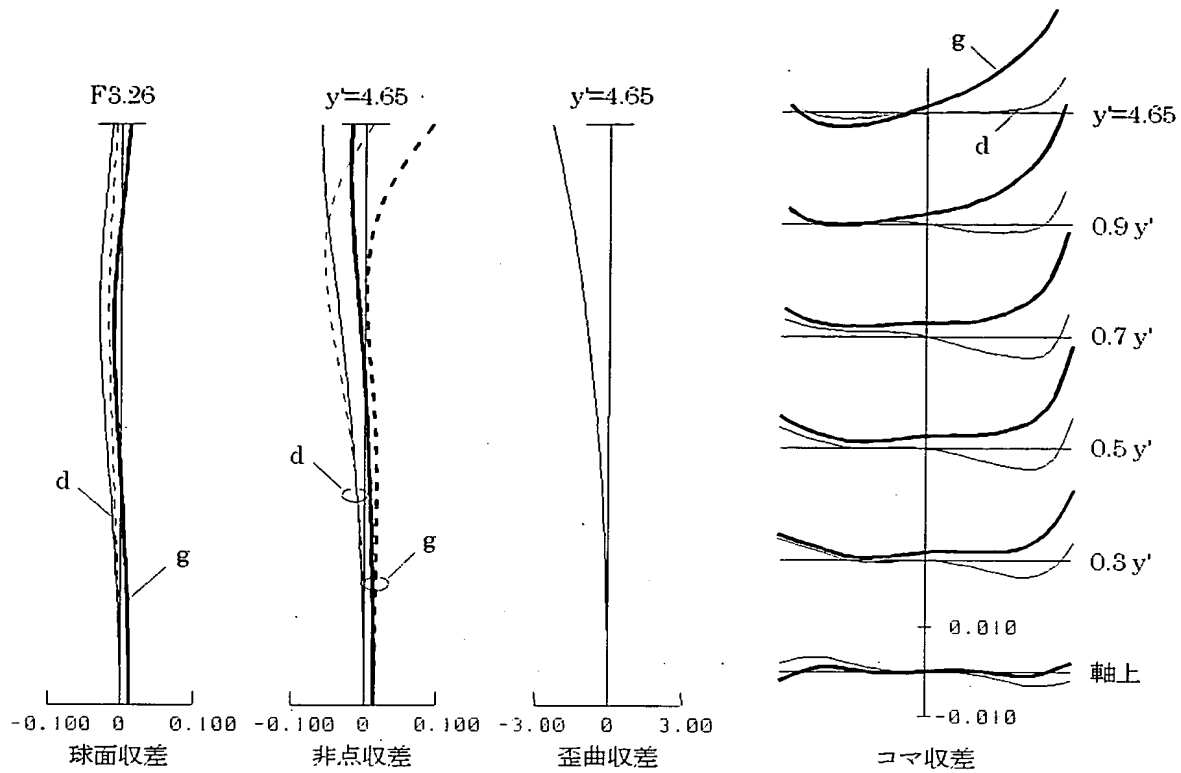 F3.26
d
g
-0.100 0 0.100
球面収差
y'=4.65
d
g
-0.100 0 0.100
非点収差
y'=4.65
-3.00 0 3.00
歪曲収差
g
d
y'=4.65
0.9 y'
0.7 y'
0.5 y'
0.3 y'
0.010
軸上
-0.010
コマ収差